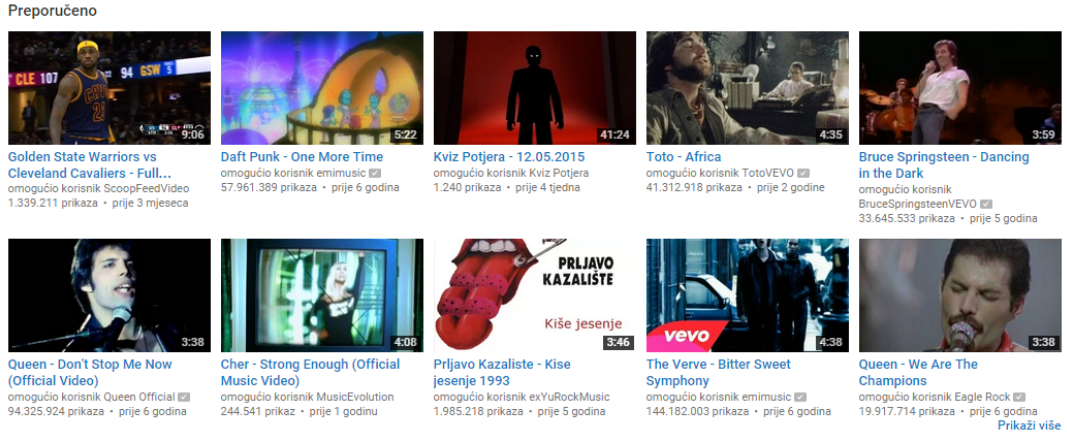 Preporučeno
CLE 107 94 GSW 5
9:06
5:22
41:24
4:35
3:59
Golden State Warriors vs
Cleveland Cavaliers - Full...
omogućio korisnik ScoopFeedVideo
1.339.211 prikaza • prije 3 mjeseca
Daft Punk - One More Time
omogućio korisnik emimusic
57.961.389 prikaza • prije 6 godina
Kviz Potjera - 12.05.2015
omogućio korisnik Kviz Potjera
1.240 prikaza • prije 4 tjedna
Toto - Africa
omogućio korisnik TotoVEVO
41.312.918 prikaza • prije 2 godine
Bruce Springsteen - Dancing
in the Dark
omogućio korisnik
BruceSpringsteenVEVO
33.645.533 prikaza • prije 5 godina
3:38
4:08
PRLJAVO
KAZALIŠTE
Kiše jesenje
3:46
vevo
4:38
3:38
Queen - Don't Stop Me Now
(Official Video)
omogućio korisnik Queen Official
94.325.924 prikaza • prije 6 godina
Cher - Strong Enough (Official
Music Video)
omogućio korisnik MusicEvolution
244.541 prikaz • prije 1 godinu
Prljavo Kazaliste - Kise
jesenje 1993
omogućio korisnik exYuRockMusic
1.985.218 prikaza • prije 5 godina
The Verve - Bitter Sweet
Symphony
omogućio korisnik emimusic
144.182.003 prikaza • prije 6 godina
Queen - We Are The
Champions
omogućio korisnik Eagle Rock
19.917.714 prikaza • prije 6 godina
Prikaži više